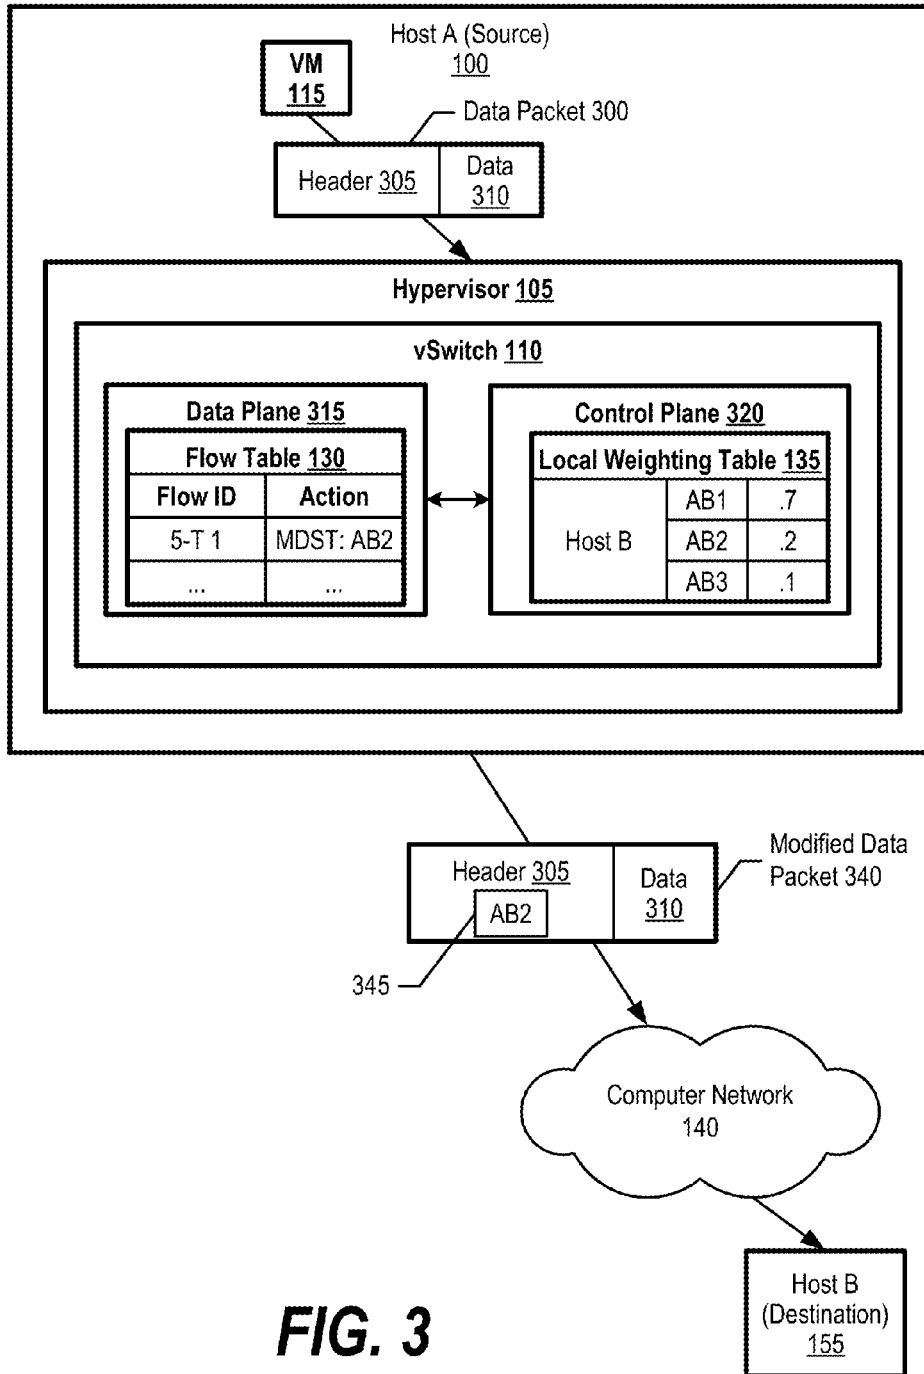 Host A (Source)
100
VM
115
Data Packet 300
Header 305
Data
310
Hypervisor 105
vSwitch 110
Data Plane 315
Flow Table 130
Flow ID Action
5-T 1 MDST: AB2
... ...
Control Plane 320
Local Weighting Table 135
Host B
AB1 .7
AB2 .2
AB3 .1
Header 305
AB2
Data
310
Modified Data
Packet 340
345
Computer Network
140
Host B
(Destination)
155
FIG. 3